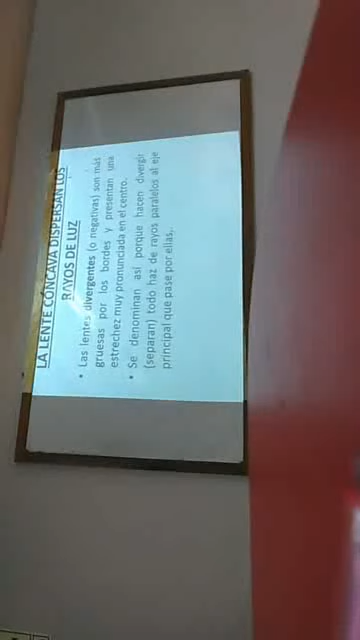 LA LENTE CÓNCAVA DISPERSAN LOS
RAYOS DE LUZ
• Las lentes divergentes (o negativas) son más
gruesas por los bordes y presentan una
estrechez muy pronunciada en el centro.
• Se denominan así porque hacen divergir
(separan) todo haz de rayos paralelos al eje
principal que pase por ellas.